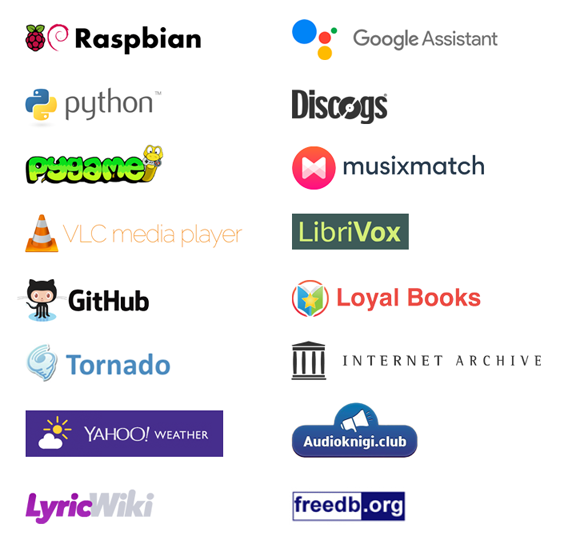 Raspbian
Google Assistant
python™
Discogs®
pygame
musixmatch
VLC media player
LibriVox
GitHub
Loyal Books
Tornado
INTERNET ARCHIVE
YAHOO! WEATHER
Audioknigi.club
LyricWiki
freedb.org